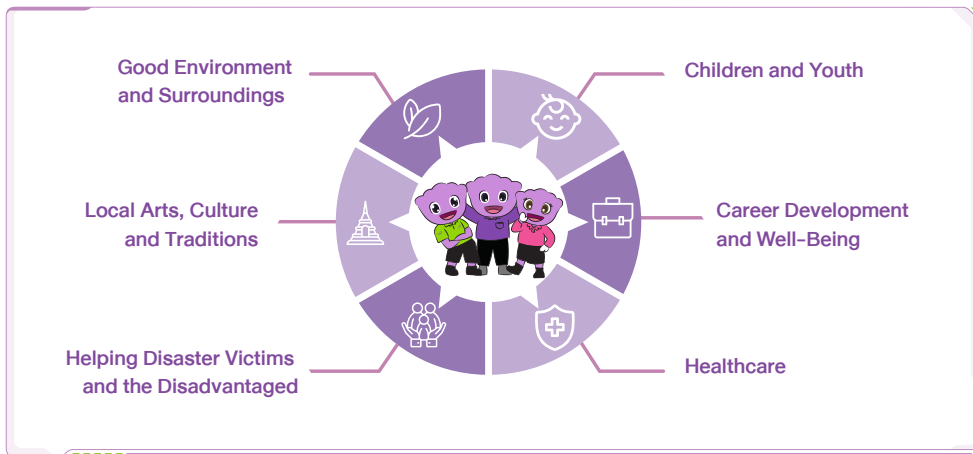 Good Environment
and Surroundings
Children and Youth
Local Arts, Culture
and Traditions
Career Development
and Well-Being
Helping Disaster Victims
and the Disadvantaged
Healthcare